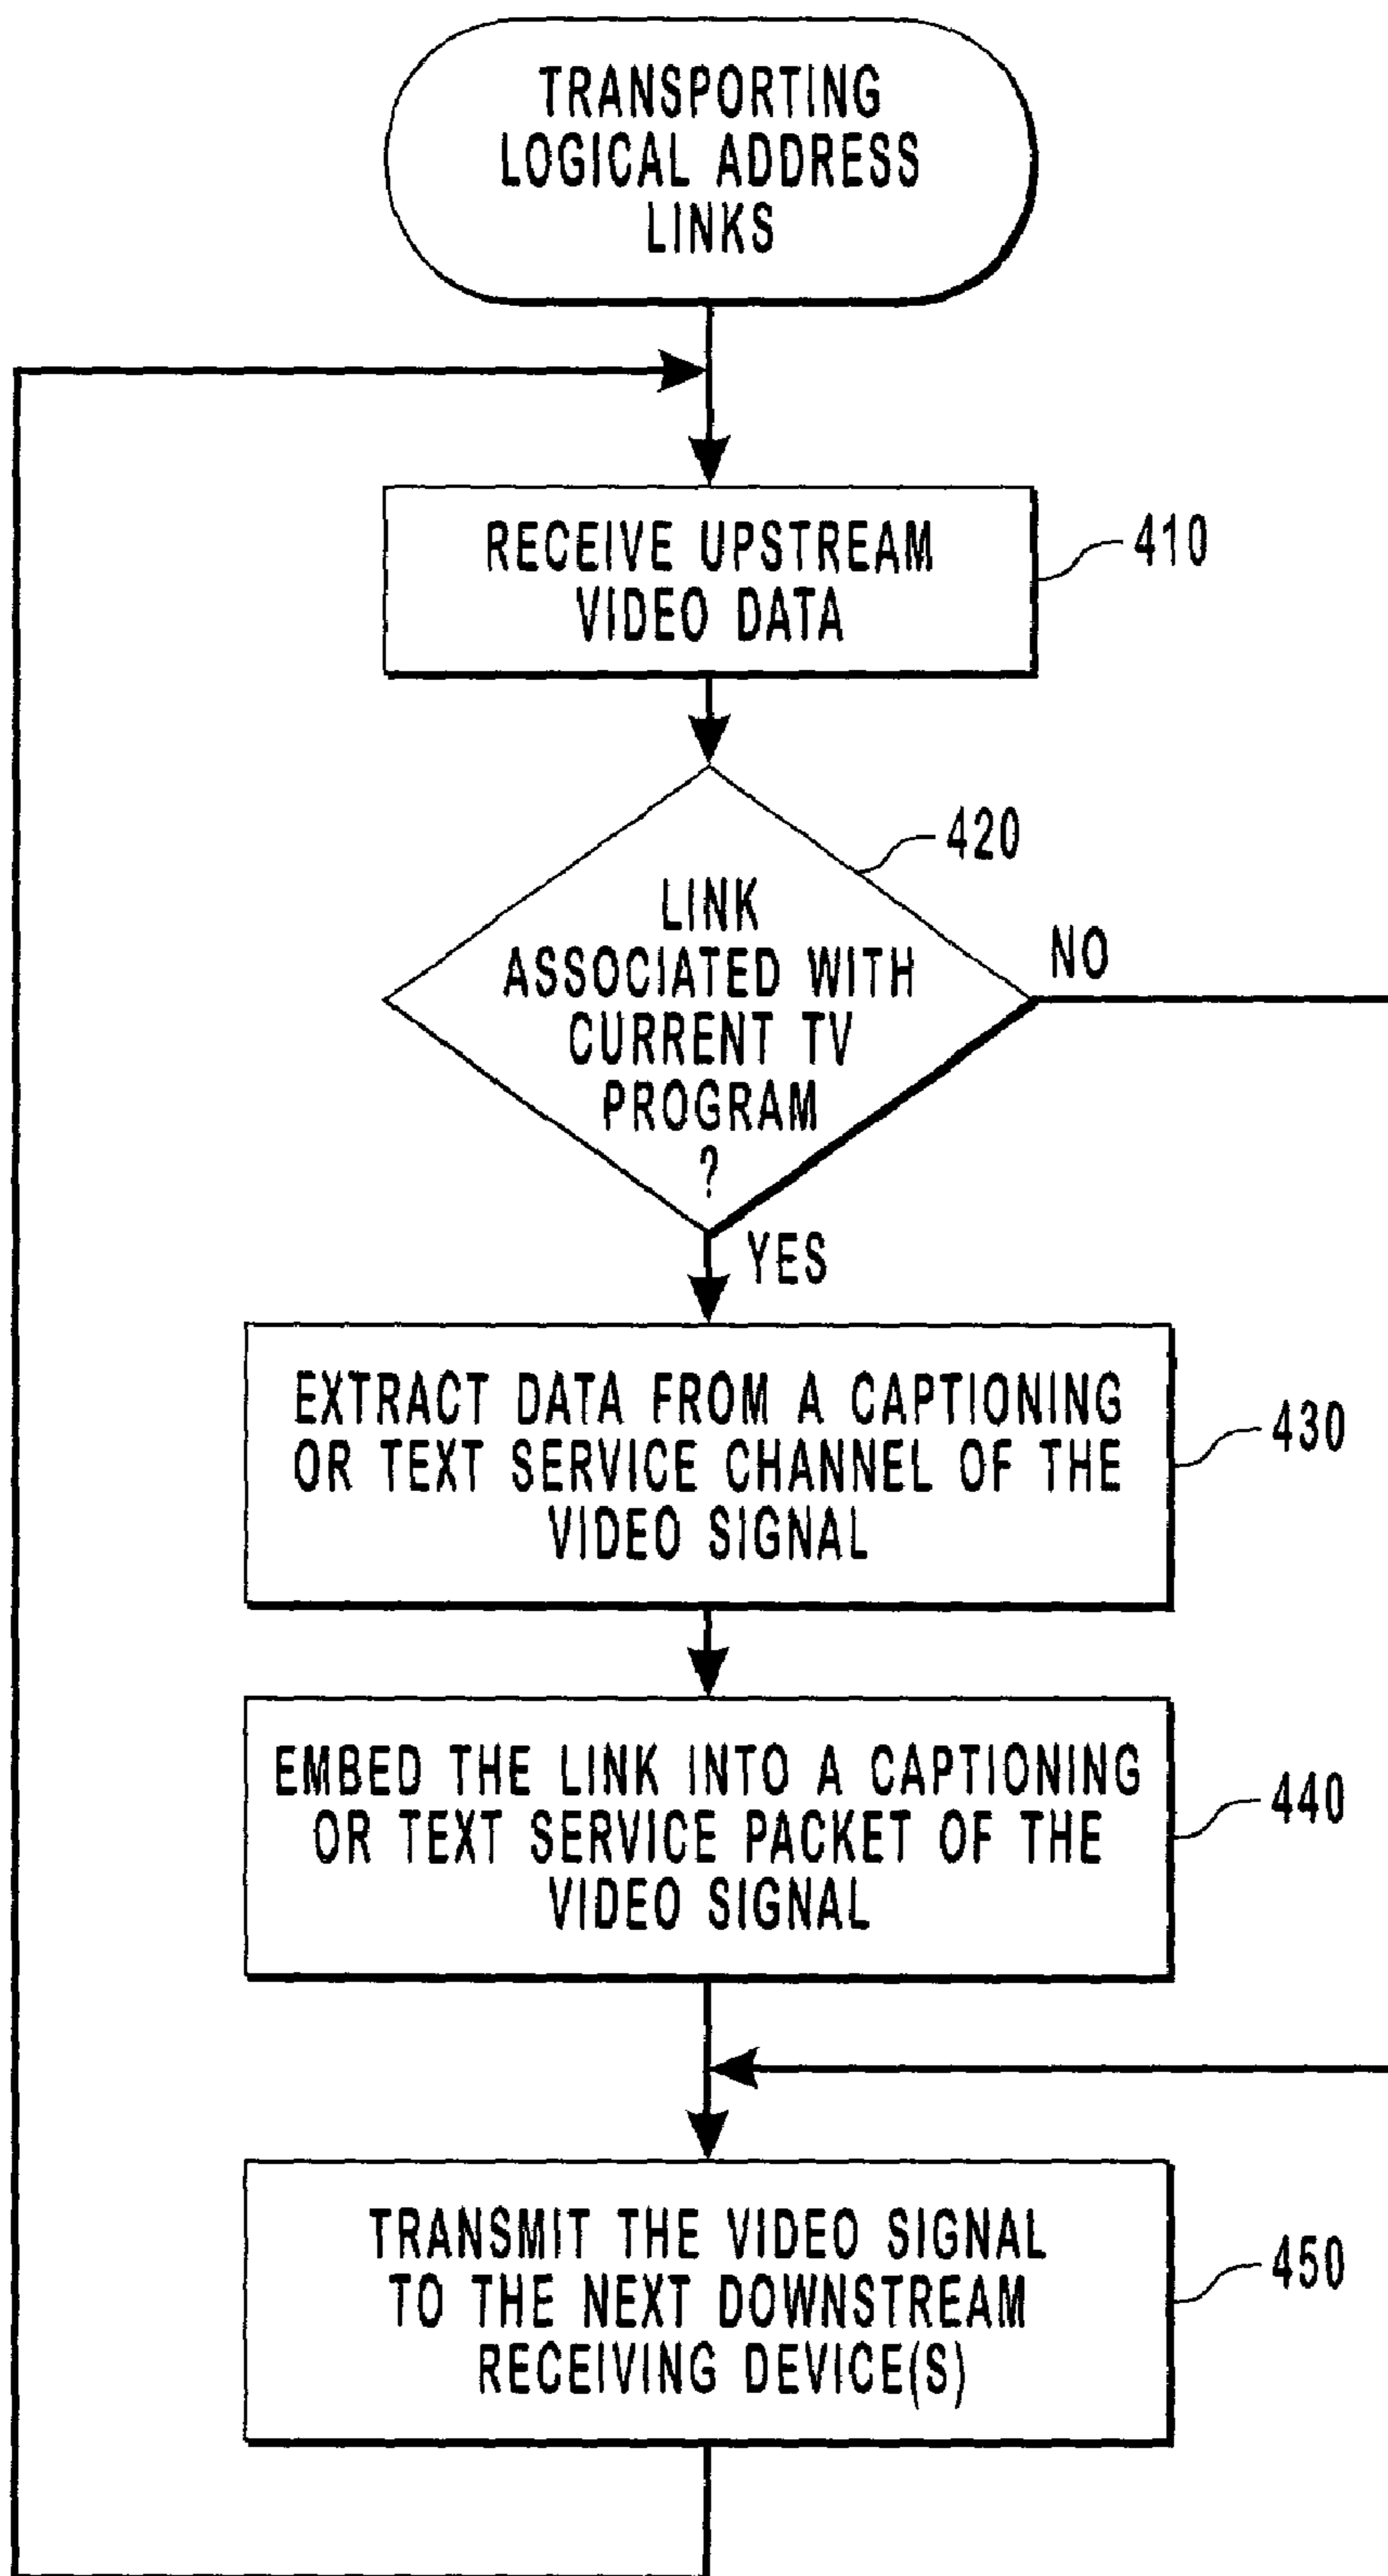 TRANSPORTING
LOGICAL ADDRESS
LINKS
RECEIVE UPSTREAM
VIDEO DATA
410
420
LINK
ASSOCIATED WITH
CURRENT TV
PROGRAM
?
NO
YES
EXTRACT DATA FROM A CAPTIONING
OR TEXT SERVICE CHANNEL OF THE
VIDEO SIGNAL
430
EMBED THE LINK INTO A CAPTIONING
OR TEXT SERVICE PACKET OF THE
VIDEO SIGNAL
440
TRANSMIT THE VIDEO SIGNAL
TO THE NEXT DOWNSTREAM
RECEIVING DEVICE(S)
450